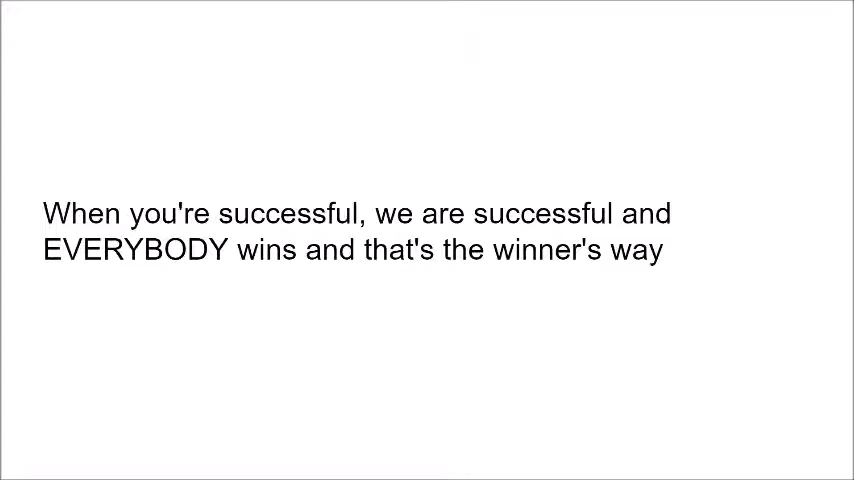 When you're successful, we are successful and
EVERYBODY wins and that's the winner's way